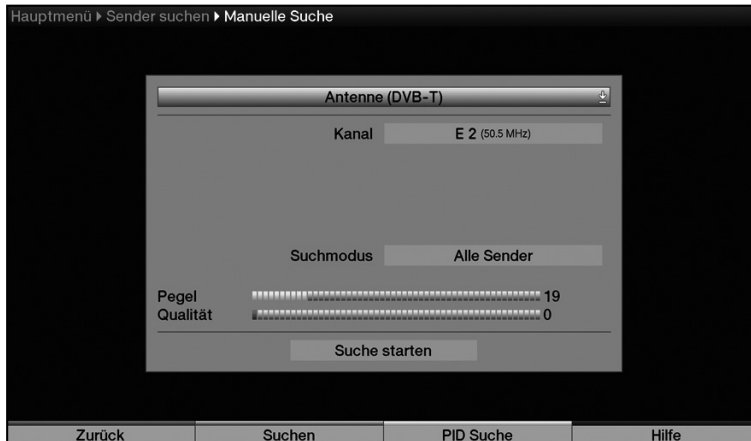 Hauptmenü ▸ Sender suchen ▸ Manuelle Suche
Antenne (DVB-T)
Kanal E 2 (50.5 MHz)
Suchmodus Alle Sender
Pegel 19
Qualität 0
Suche starten
Zurück Suchen PID Suche Hilfe